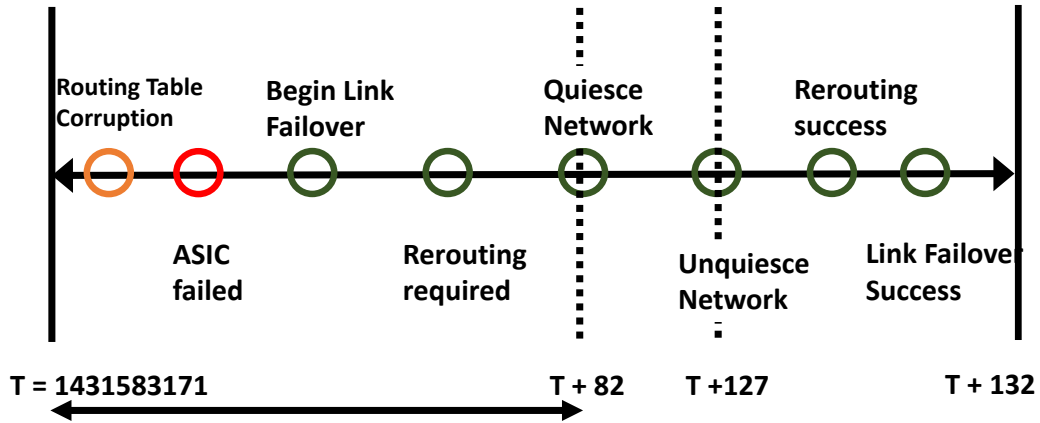 Routing Table
Corruption
Begin Link
Failover
Quiesce
Network
Rerouting
success
ASIC
failed
Rerouting
required
Unquiesce
Network
Link Failover
Success
T = 1431583171
T + 82
T +127
T + 132